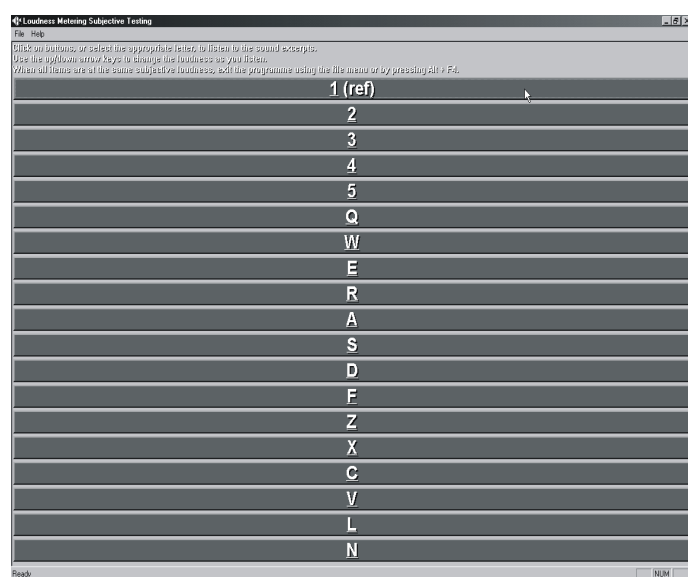 Loudness Metering Subjective Testing
File Help
Click on buttons, or select the appropriate letter, to listen to the sound excerpts.
Use the up/down arrow keys to change the loudness as you listen.
When all items are at the same subjective loudness, exit the programme using the file menu or by pressing Alt + F4.
1 (ref)
2
3
4
5
Q
W
E
R
A
S
D
F
Z
X
C
V
L
N
Ready NUM